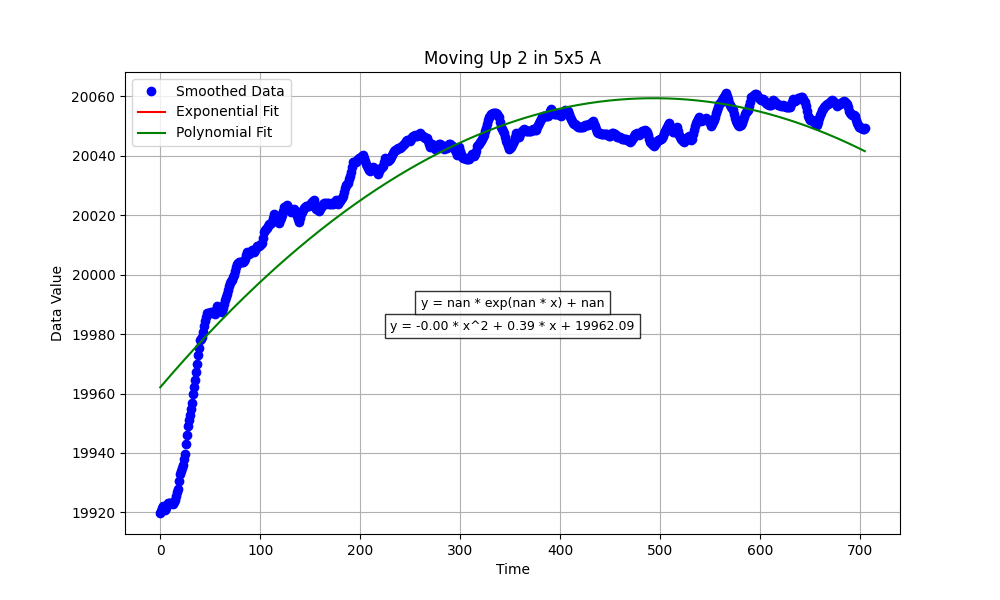 Moving Up 2 in 5x5 A
Smoothed Data
Exponential Fit
Polynomial Fit
20060
20040
20020
20000
19980
19960
19940
19920
Data Value
y = nan * exp(nan * x) + nan
y = -0.00 * x^2 + 0.39 * x + 19962.09
0 100 200 300 400 500 600 700
Time